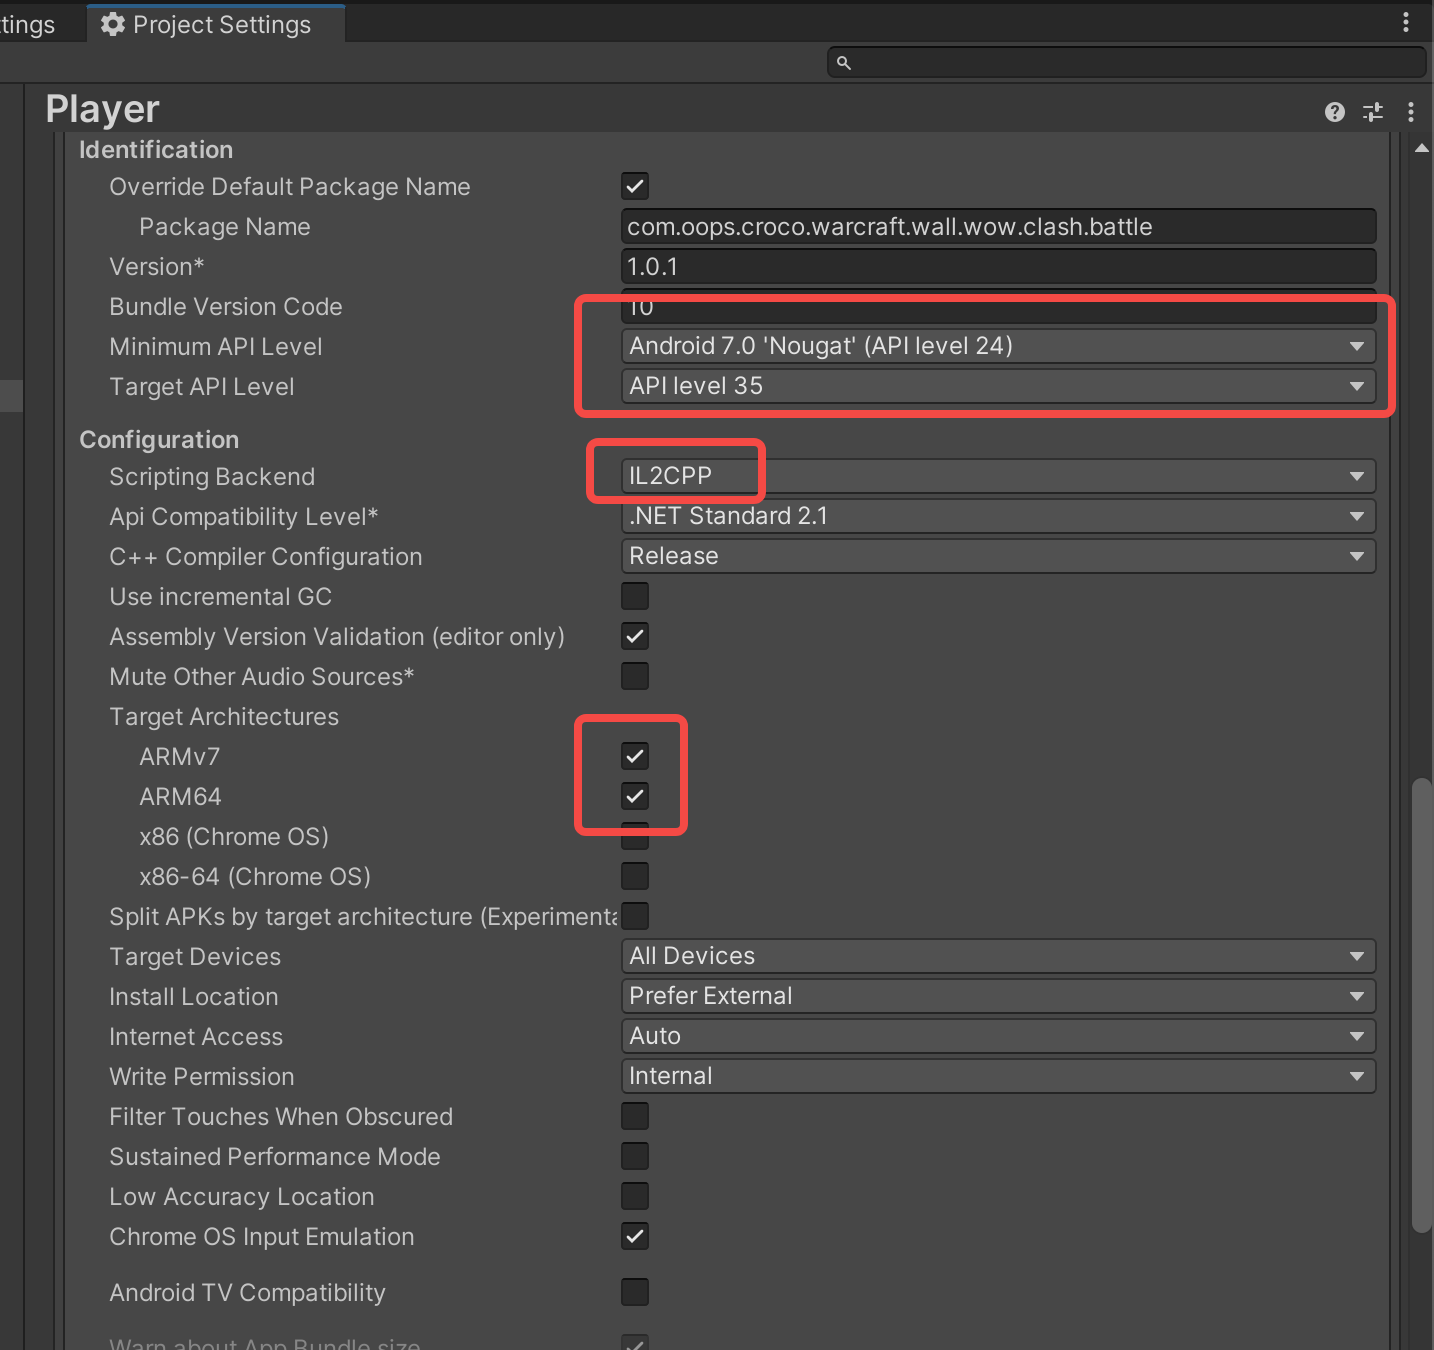 tings
Project Settings
Player
Identification
Override Default Package Name
Package Name com.oops.croco.warcraft.wall.wow.clash.battle
Version* 1.0.1
Bundle Version Code 10
Minimum API Level Android 7.0 'Nougat' (API level 24)
Target API Level API level 35
Configuration
Scripting Backend IL2CPP
Api Compatibility Level* .NET Standard 2.1
C++ Compiler Configuration Release
Use incremental GC
Assembly Version Validation (editor only)
Mute Other Audio Sources*
Target Architectures
ARMv7
ARM64
x86 (Chrome OS)
x86-64 (Chrome OS)
Split APKs by target architecture (Experimenta
Target Devices All Devices
Install Location Prefer External
Internet Access Auto
Write Permission Internal
Filter Touches When Obscured
Sustained Performance Mode
Low Accuracy Location
Chrome OS Input Emulation
Android TV Compatibility
Warn about App Bundle size